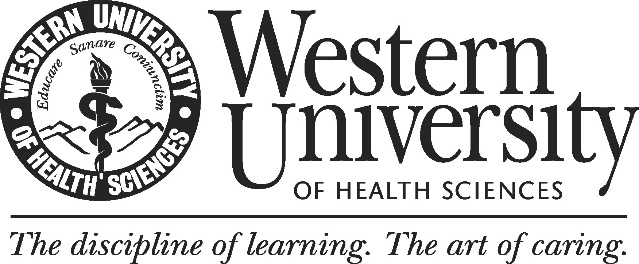 WESTERN UNIVERSITY
OF HEALTH SCIENCES
Educare Sanare Coniunctim
Western
University
OF HEALTH SCIENCES
The discipline of learning. The art of caring.